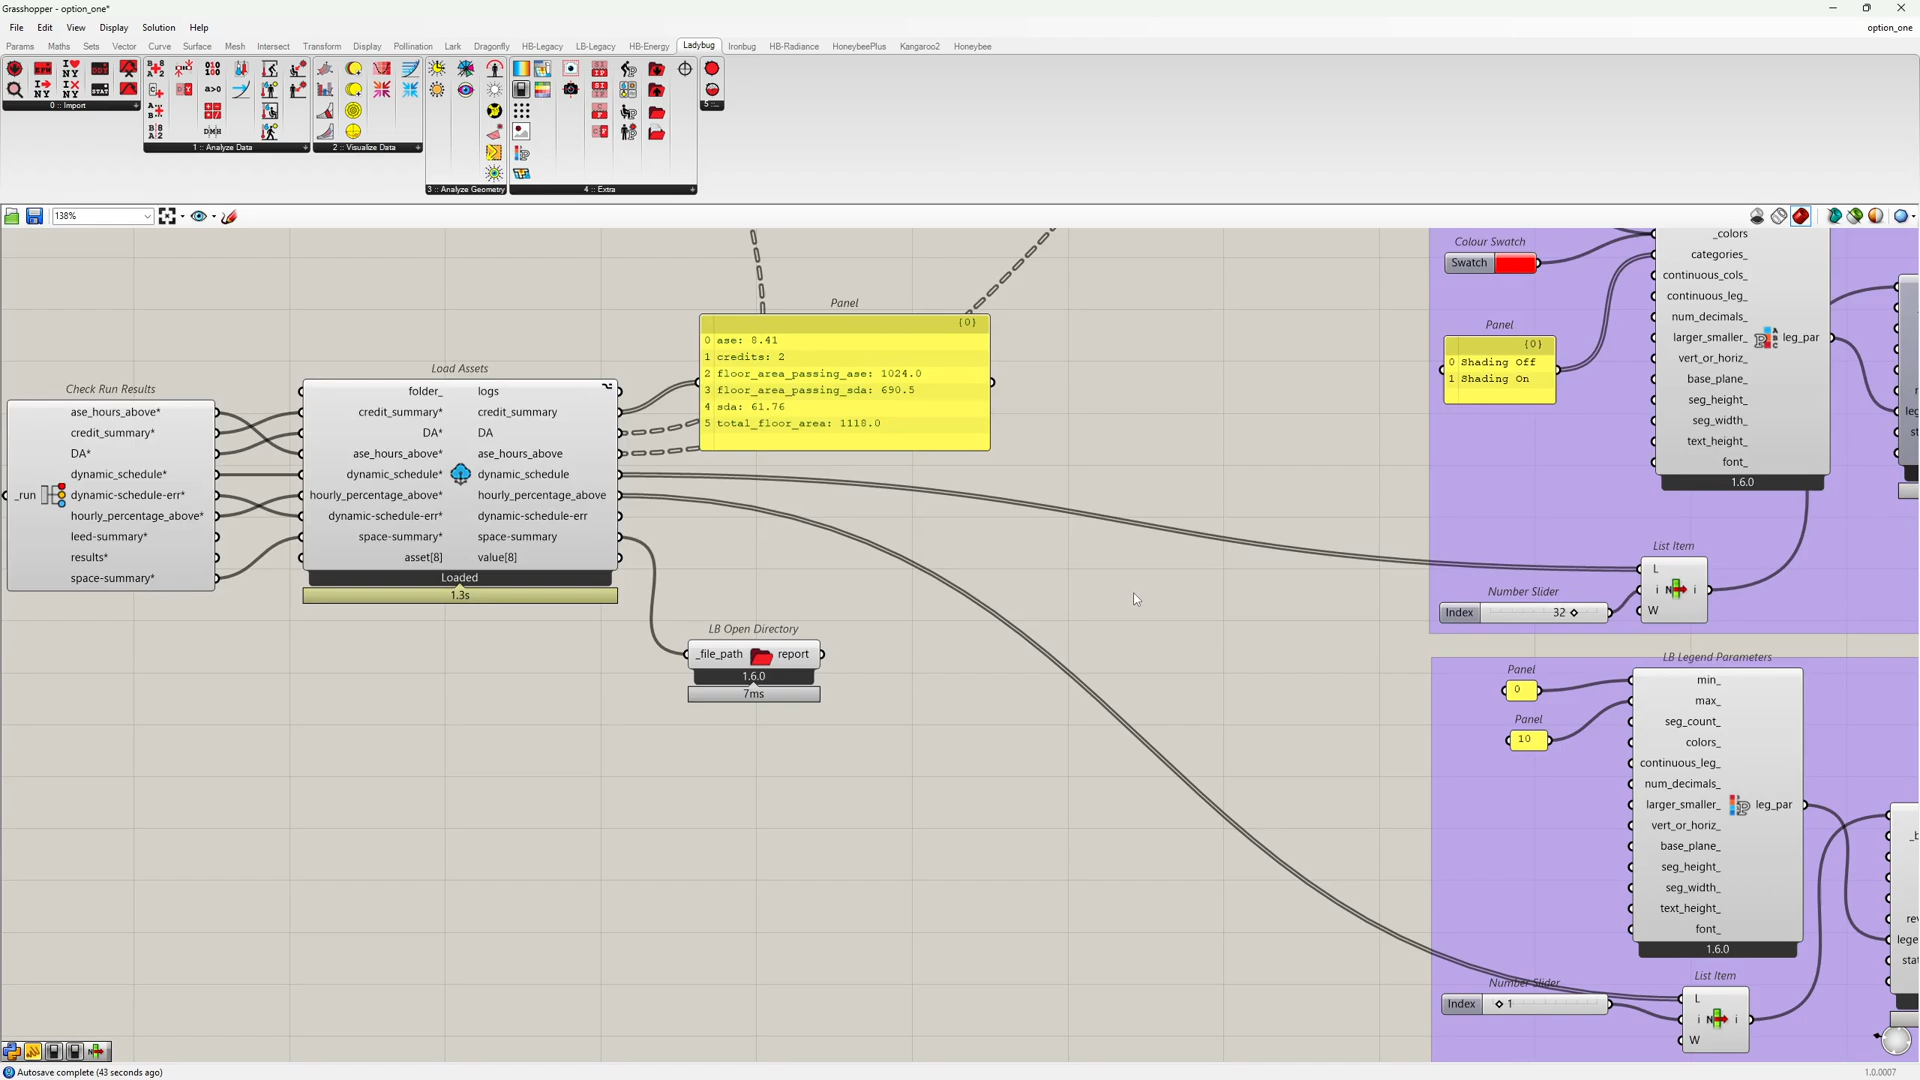 Grasshopper - option_one*
File Edit View Display Solution Help
option_one
Params Maths Sets Vector Curve Surface Mesh Intersect Transform Display Pollination Lark Dragonfly HB-Legacy LB-Legacy HB-Energy Ladybug Ironbug HB-Radiance HoneybeePlus Kangaroo2 Honeybee
0 :: Import
1 :: Analyze Data
2 :: Visualize Data
3 :: Analyze Geometry
4 :: Extra
138%
Check Run Results
_run
ase_hours_above*
credit_summary*
DA*
dynamic_schedule*
dynamic-schedule-err*
hourly_percentage_above*
leed-summary*
results*
space-summary*
Load Assets
folder_ logs
credit_summary* credit_summary
DA* DA
ase_hours_above* ase_hours_above
dynamic_schedule* dynamic_schedule
hourly_percentage_above* hourly_percentage_above
dynamic-schedule-err* dynamic-schedule-err
space-summary* space-summary
asset[8] value[8]
Loaded
1.3s
Panel
{0}
0 ase: 8.41
1 credits: 2
2 floor_area_passing_ase: 1024.0
3 floor_area_passing_sda: 690.5
4 sda: 61.76
5 total_floor_area: 1118.0
LB Open Directory
_file_path report
1.6.0
7ms
Colour Swatch
Swatch
Panel
{0}
0 Shading Off
1 Shading On
_colors
categories_
continuous_cols_
continuous_leg_
num_decimals_
larger_smaller_ leg_par
vert_or_horiz_
base_plane_
seg_height_
seg_width_
text_height_
font_
1.6.0
List Item
L
i i
W
Number Slider
Index 32
LB Legend Parameters
Panel
0
Panel
10
min_
max_
seg_count_
colors_
continuous_leg_
num_decimals_
larger_smaller_ leg_par
vert_or_horiz_
base_plane_
seg_height_
seg_width_
text_height_
font_
1.6.0
List Item
L
i i
W
Number Slider
Index 1
Autosave complete (43 seconds ago)
1.0.0007